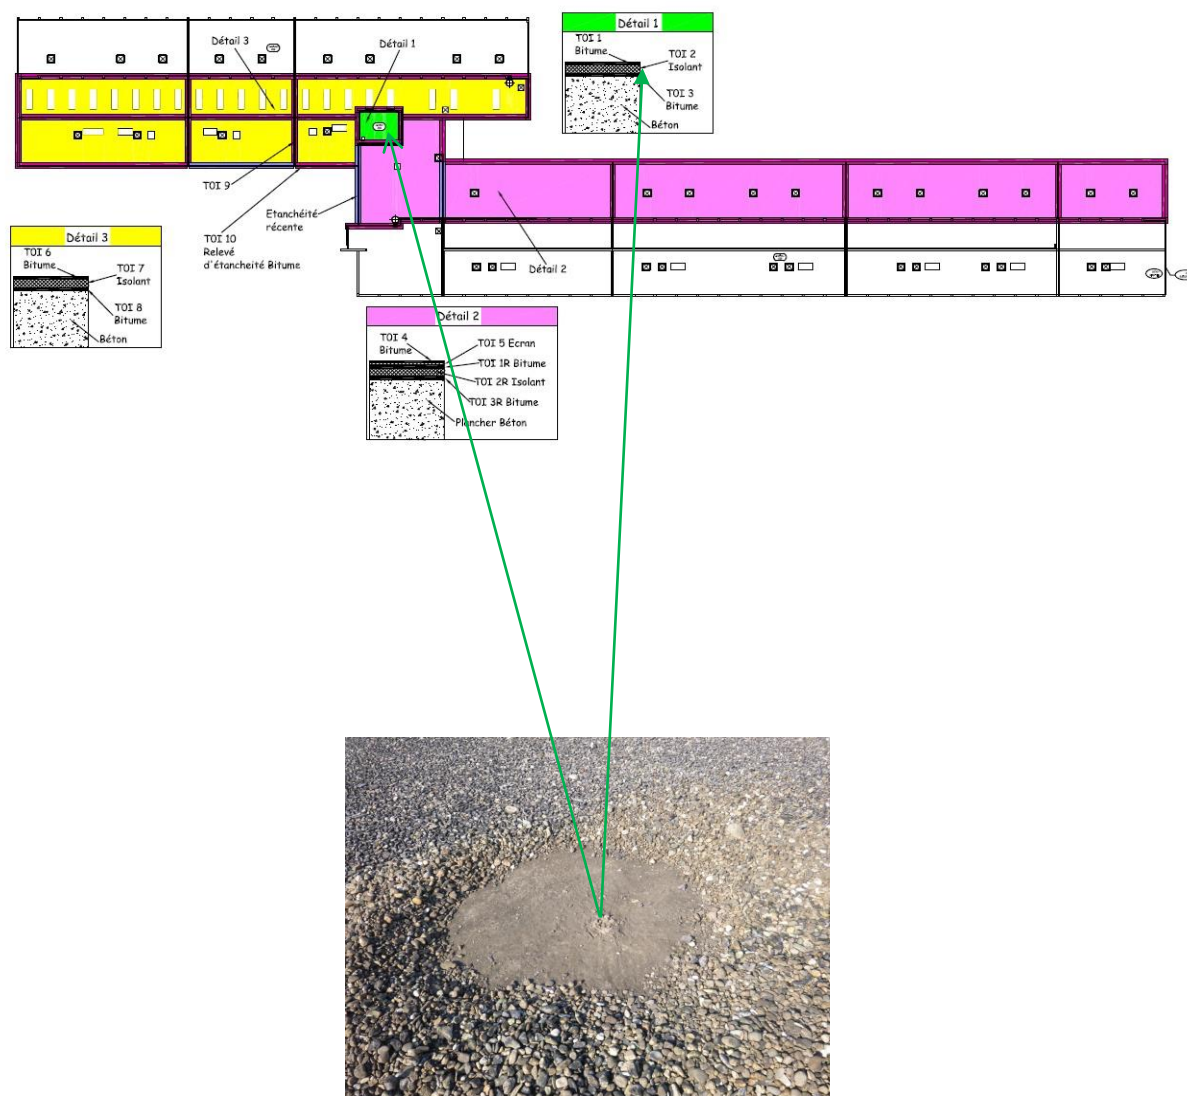 Détail 3
Détail 1
TOI 9
TOI 10
Relevé
d'étancheité Bitume
Etanchéité
récente
Détail 2
Détail 1
TOI 1
Bitume
TOI 2
Isolant
TOI 3
Bitume
Béton
Détail 3
TOI 6
Bitume
TOI 7
Isolant
TOI 8
Bitume
Béton
Détail 2
TOI 4
Bitume
TOI 5 Ecran
TOI 1R Bitume
TOI 2R Isolant
TOI 3R Bitume
Plancher Béton